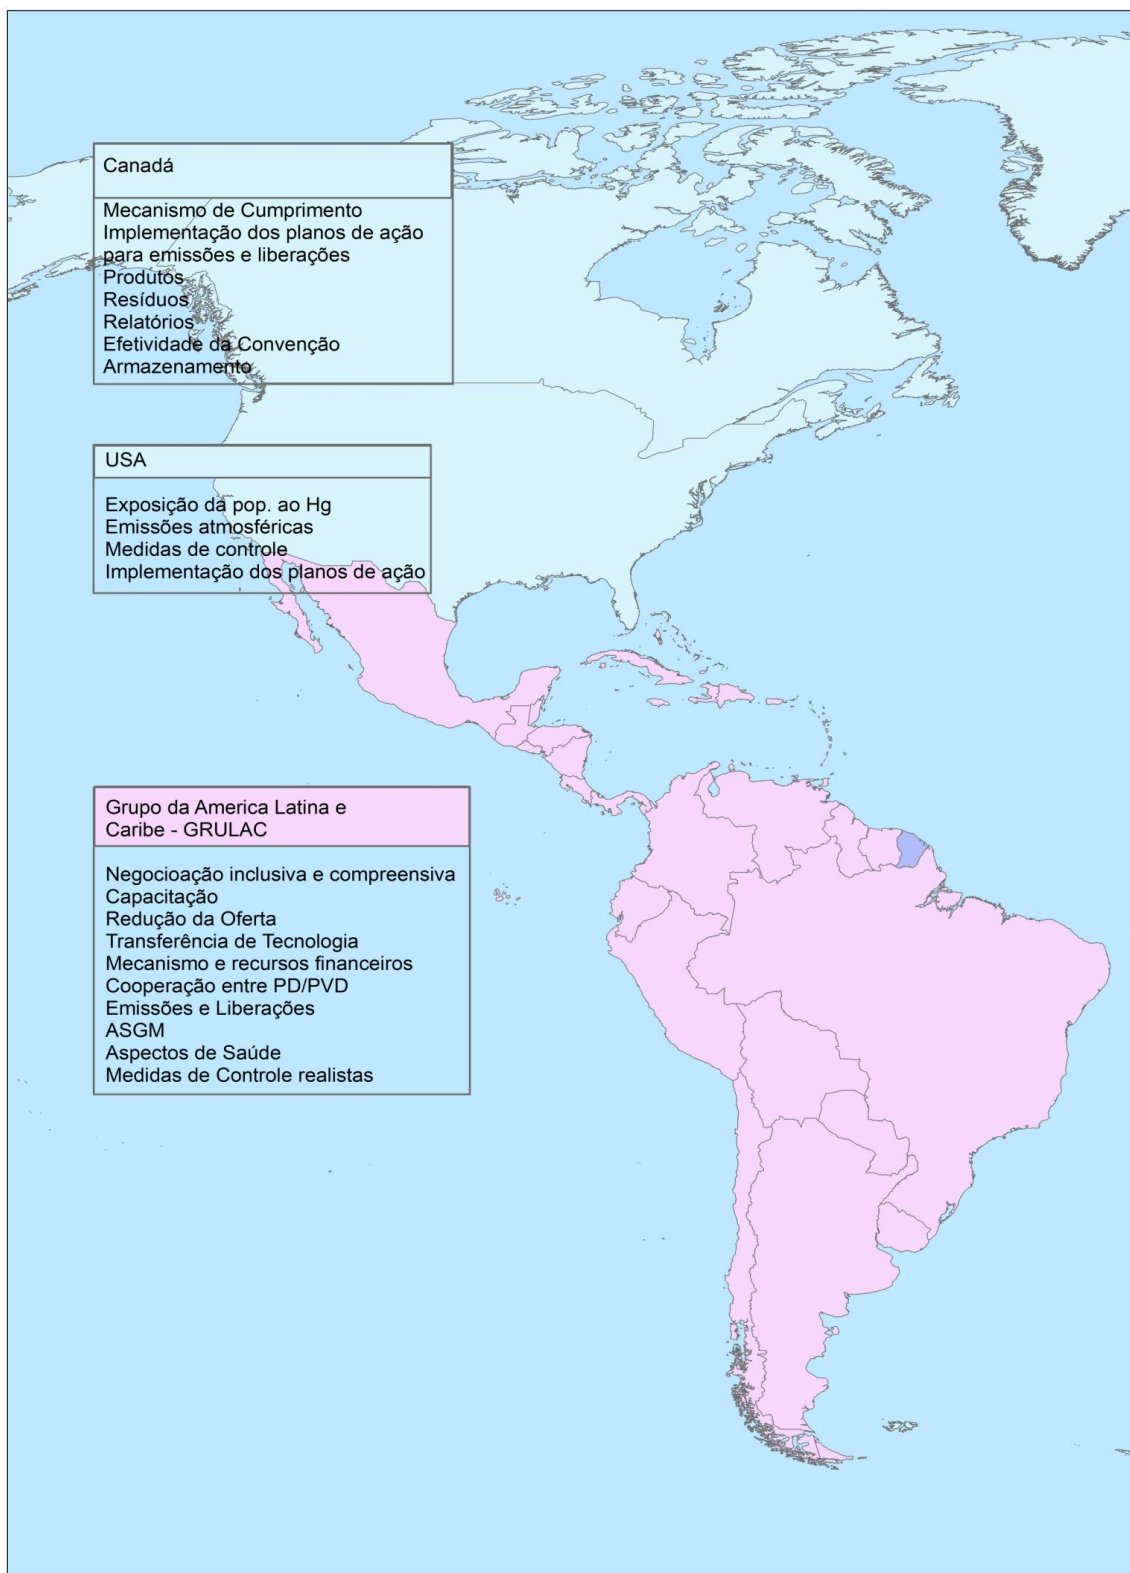 Canadá
Mecanismo de Cumprimento
Implementação dos planos de ação
para emissões e liberações
Produtos
Resíduos
Relatórios
Efetividade da Convenção
Armazenamento
USA
Exposição da pop. ao Hg
Emissões atmosféricas
Medidas de controle
Implementação dos planos de ação
Grupo da America Latina e
Caribe - GRULAC
Negocioação inclusiva e compreensiva
Capacitação
Redução da Oferta
Transferência de Tecnologia
Mecanismo e recursos financeiros
Cooperação entre PD/PVD
Emissões e Liberações
ASGM
Aspectos de Saúde
Medidas de Controle realistas